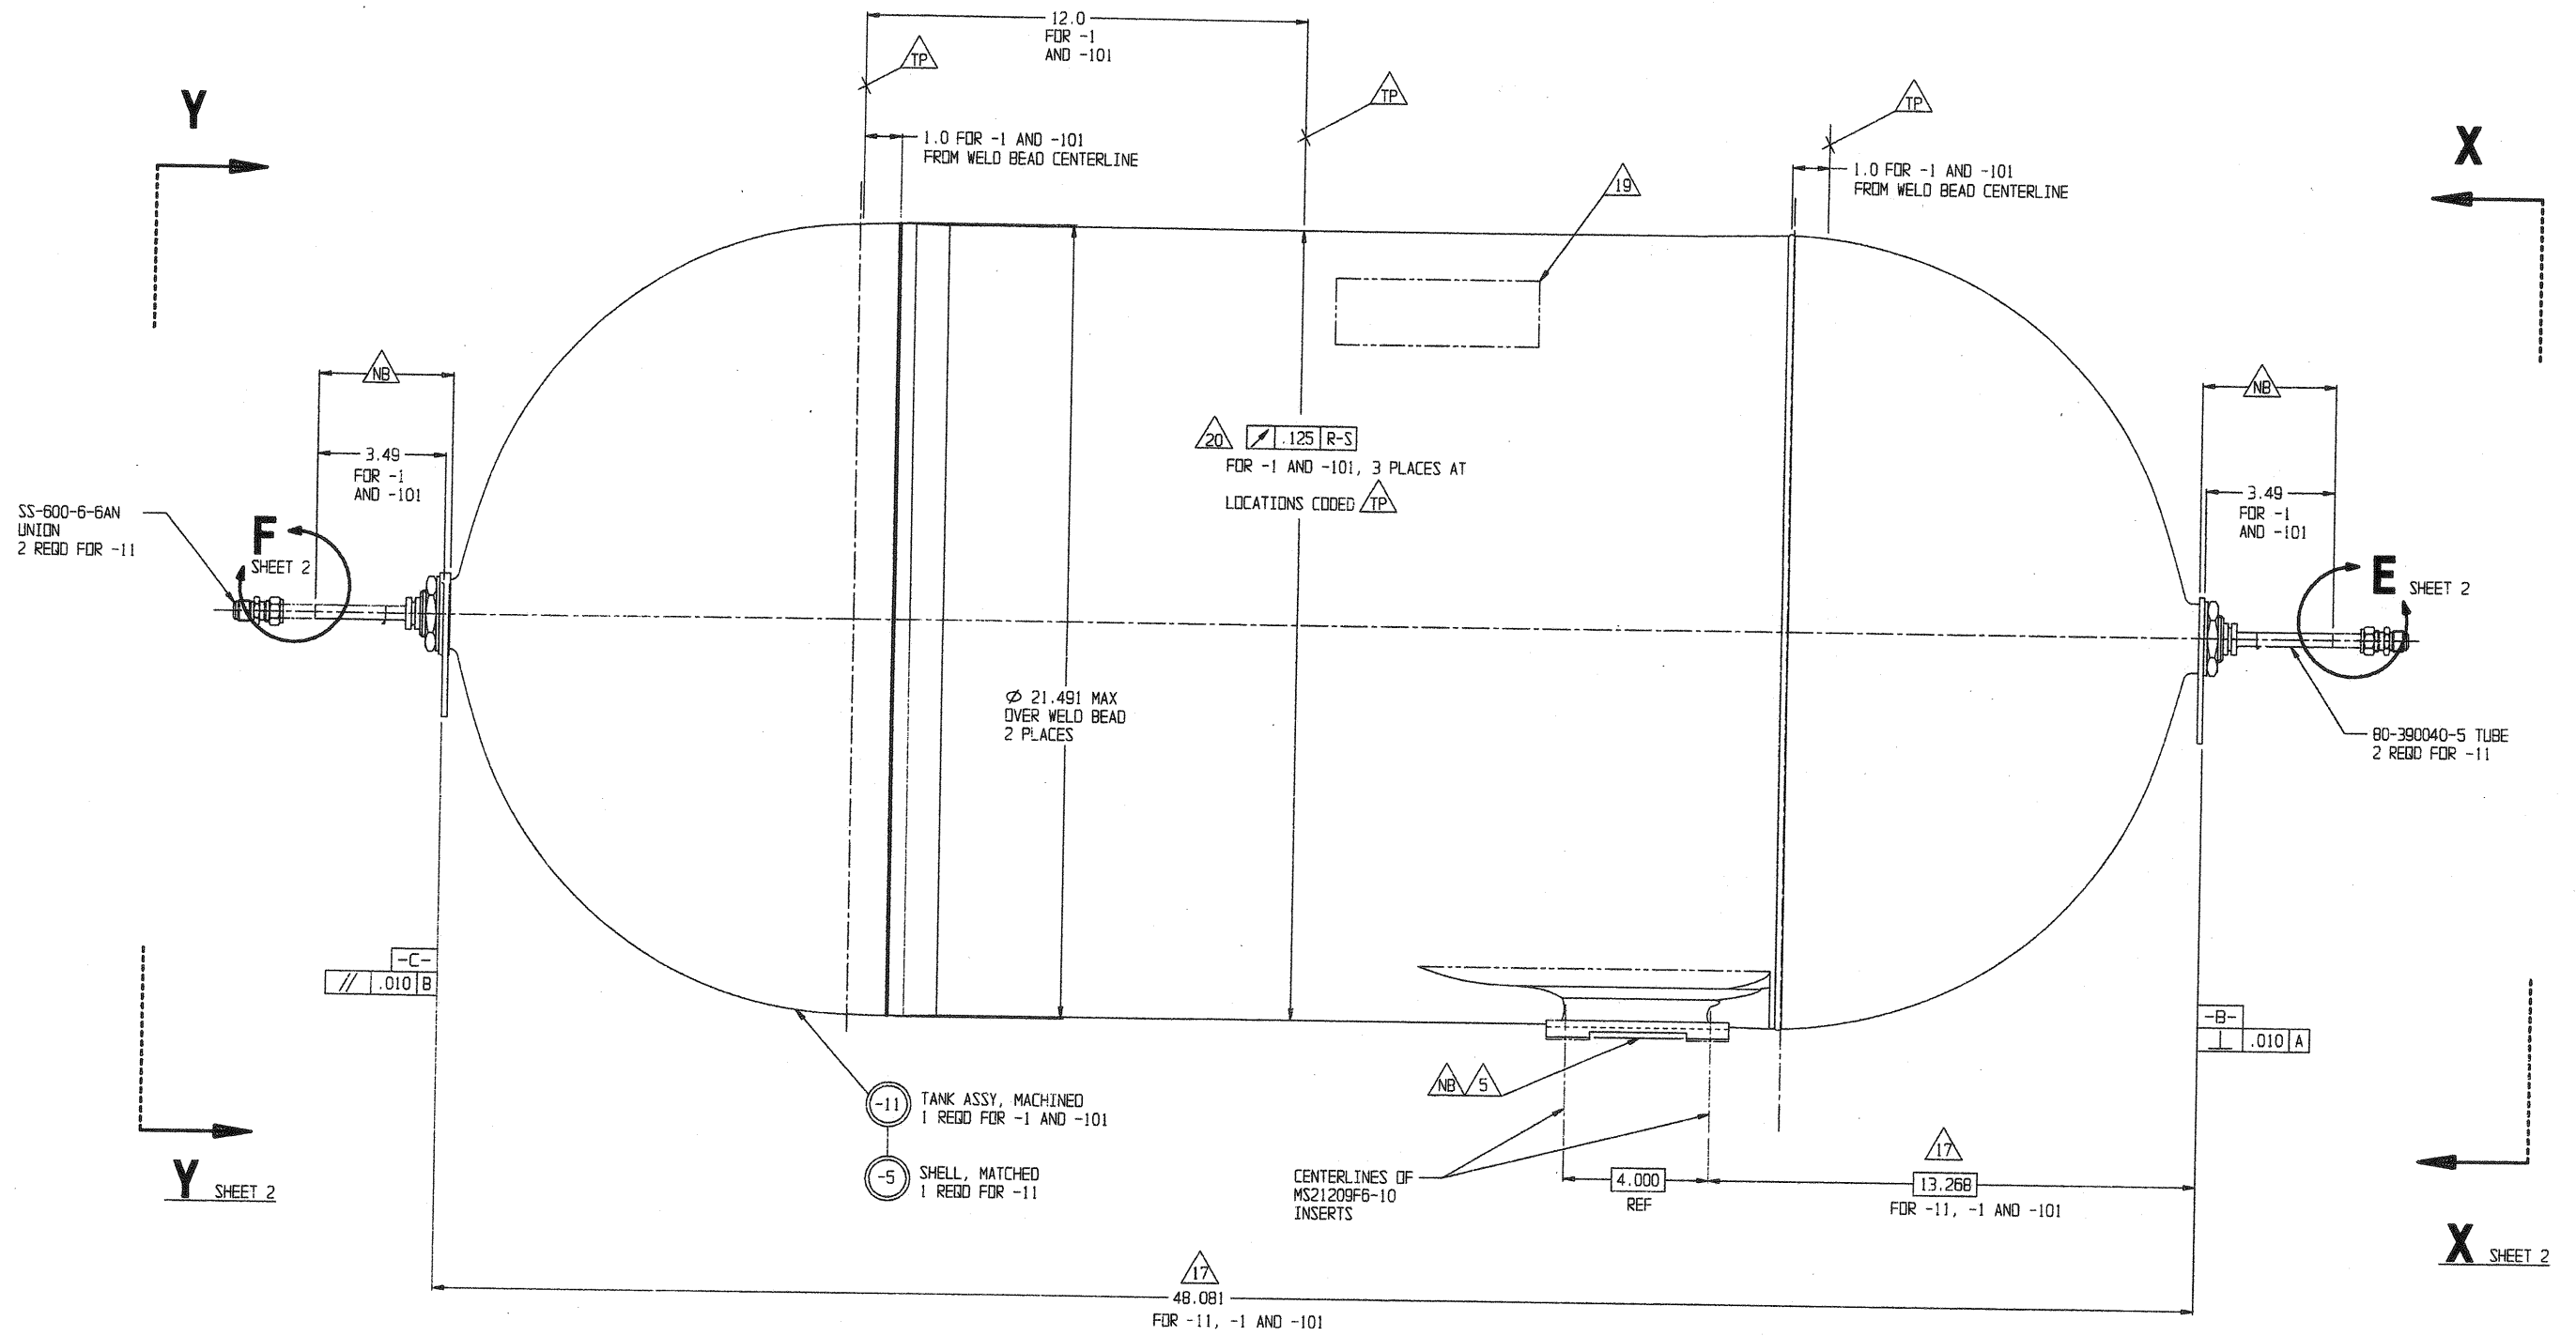 12.0
FOR -1
AND -101
TP
TP
TP
Y
X
1.0 FOR -1 AND -101
FROM WELD BEAD CENTERLINE
1.0 FOR -1 AND -101
FROM WELD BEAD CENTERLINE
19
NB
NB
3.49
FOR -1
AND -101
20 .125 R-S
FOR -1 AND -101, 3 PLACES AT
LOCATIONS CODED TP
3.49
FOR -1
AND -101
SS-600-6-6AN
UNION
2 REQD FOR -11
F
SHEET 2
E SHEET 2
Ø 21.491 MAX
OVER WELD BEAD
2 PLACES
80-390040-5 TUBE
2 REQD FOR -11
-C-
// .010 B
-B-
⊥ .010 A
NB 5
-11 TANK ASSY, MACHINED
1 REQD FOR -1 AND -101
-5 SHELL, MATCHED
1 REQD FOR -11
CENTERLINES OF
MS21209F6-10
INSERTS
4.000
REF
17
13.268
FOR -11, -1 AND -101
Y SHEET 2
X SHEET 2
17
48.081
FOR -11, -1 AND -101